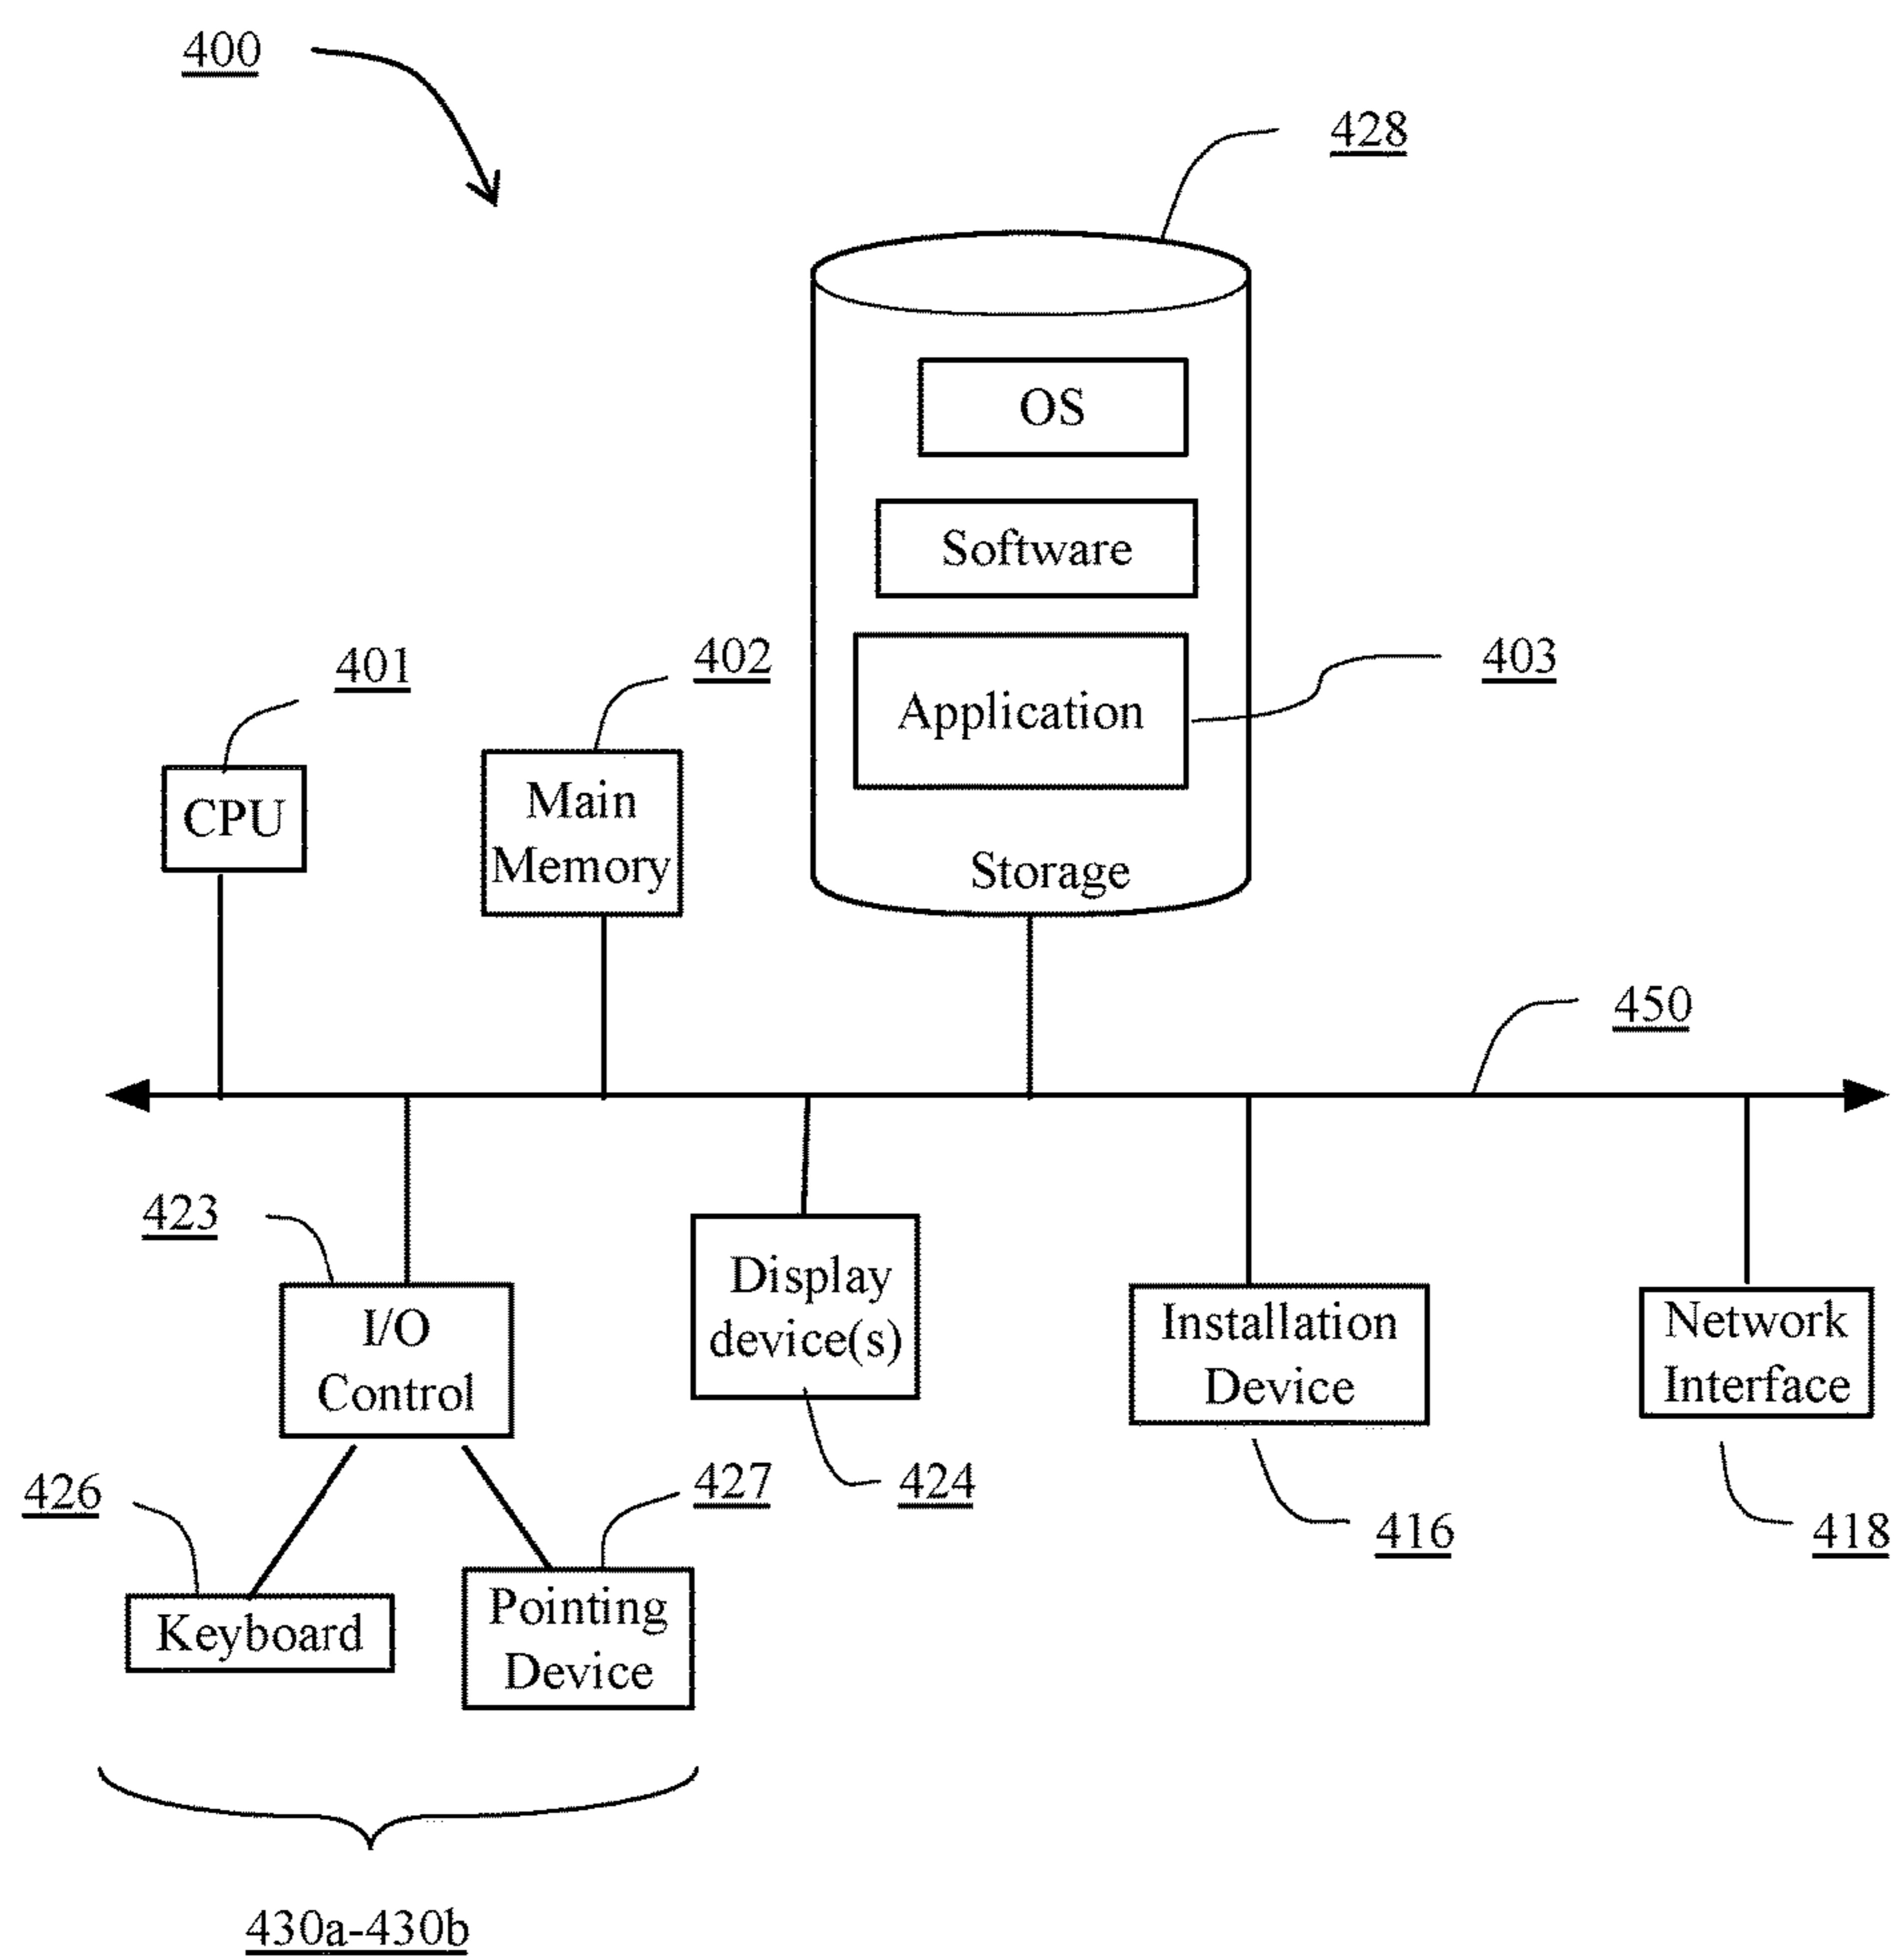 400
428
OS
Software
401
402
403
Application
CPU
Main
Memory
Storage
450
423
Display
device(s)
I/O
Control
Installation
Device
Network
Interface
426
427
424
416
418
Keyboard
Pointing
Device
430a-430b